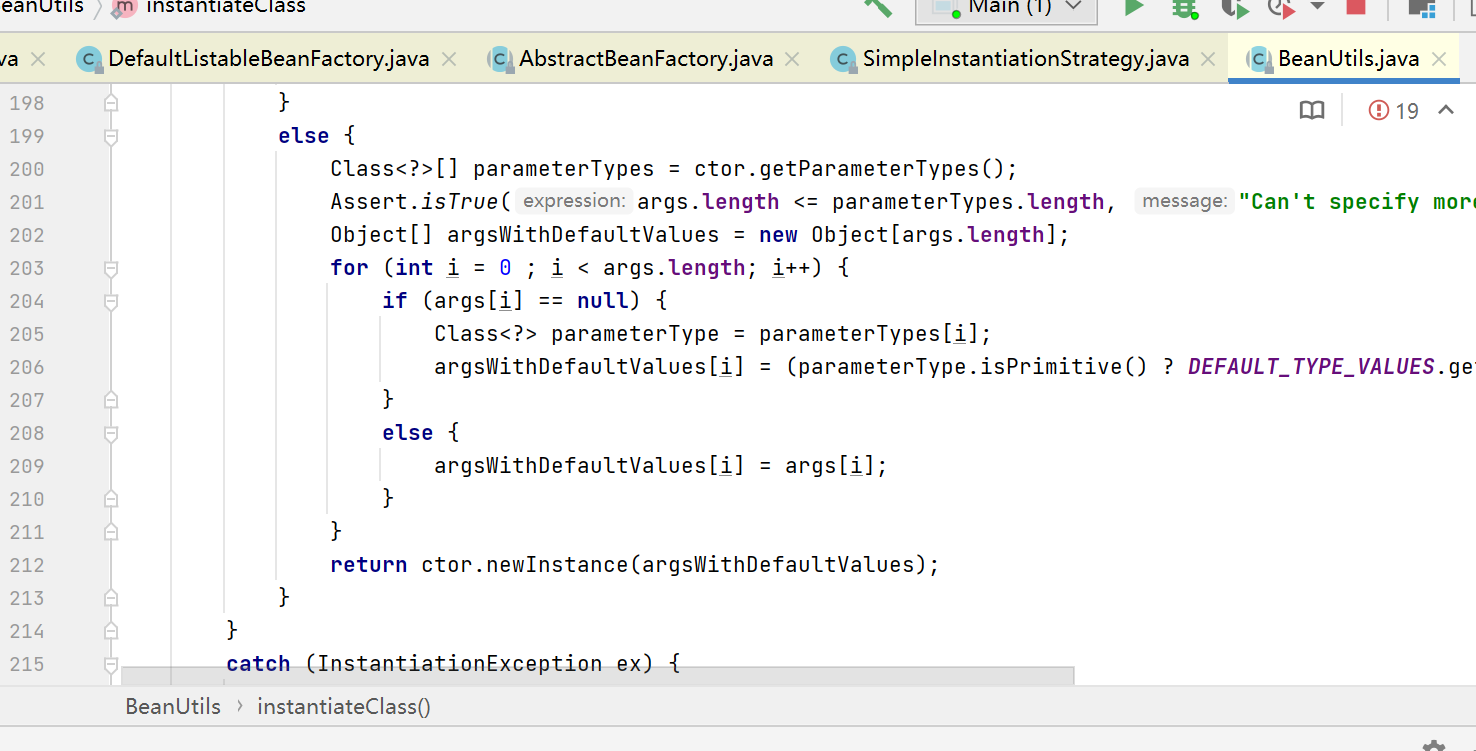 BeanUtils instantiateClass Main (1)
va DefaultListableBeanFactory.java AbstractBeanFactory.java SimpleInstantiationStrategy.java BeanUtils.java
198 }
19
199 else {
200 Class<?>[] parameterTypes = ctor.getParameterTypes();
201 Assert.isTrue( expression: args.length <= parameterTypes.length, message: "Can't specify more
202 Object[] argsWithDefaultValues = new Object[args.length];
203 for (int i = 0 ; i < args.length; i++) {
204 if (args[i] == null) {
205 Class<?> parameterType = parameterTypes[i];
206 argsWithDefaultValues[i] = (parameterType.isPrimitive() ? DEFAULT_TYPE_VALUES.get
207 }
208 else {
209 argsWithDefaultValues[i] = args[i];
210 }
211 }
212 return ctor.newInstance(argsWithDefaultValues);
213 }
214 }
215 catch (InstantiationException ex) {
BeanUtils › instantiateClass()